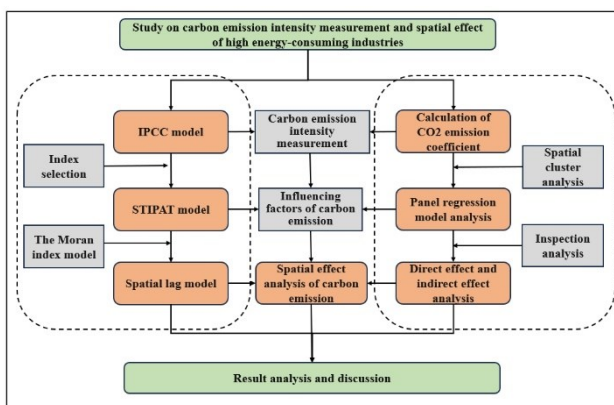 Study on carbon emission intensity measurement and spatial effect
of high energy-consuming industries
IPCC model
Carbon emission
intensity
measurement
Calculation of
CO2 emission
coefficient
Index
selection
Spatial
cluster
analysis
STIPAT model
Influencing
factors of carbon
emission
Panel regression
model analysis
The Moran
index model
Inspection
analysis
Spatial lag model
Spatial effect
analysis of carbon
emission
Direct effect and
indirect effect
analysis
Result analysis and discussion